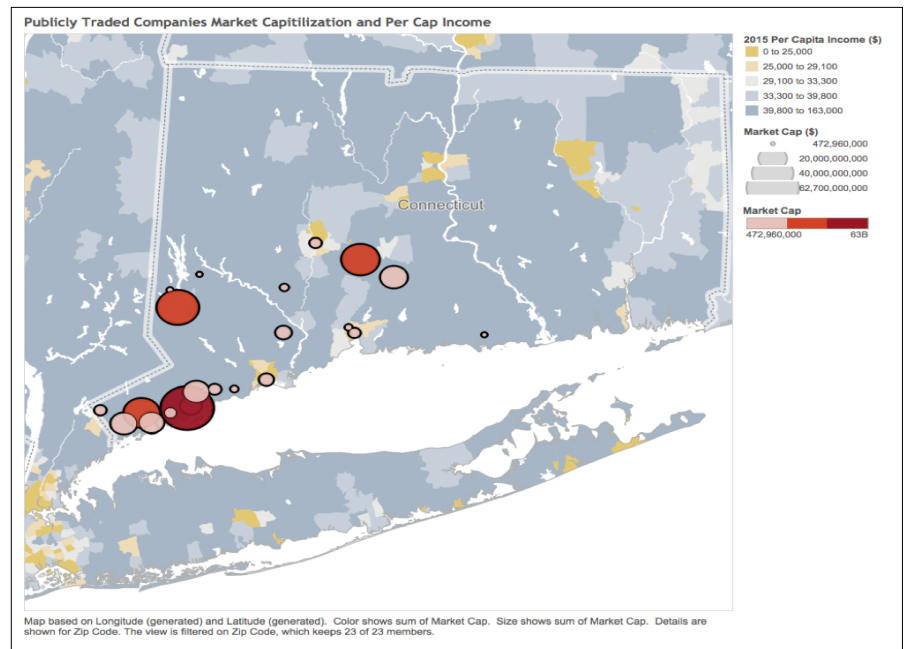 Publicly Traded Companies Market Capitilization and Per Cap Income
2015 Per Capita Income ($)
0 to 25,000
25,000 to 29,100
29,100 to 33,300
33,300 to 39,800
39,800 to 163,000
Market Cap ($)
472,960,000
20,000,000,000
40,000,000,000
62,700,000,000
Market Cap
472,960,000 63B
Connecticut
Map based on Longitude (generated) and Latitude (generated). Color shows sum of Market Cap. Size shows sum of Market Cap. Details are
shown for Zip Code. The view is filtered on Zip Code, which keeps 23 of 23 members.